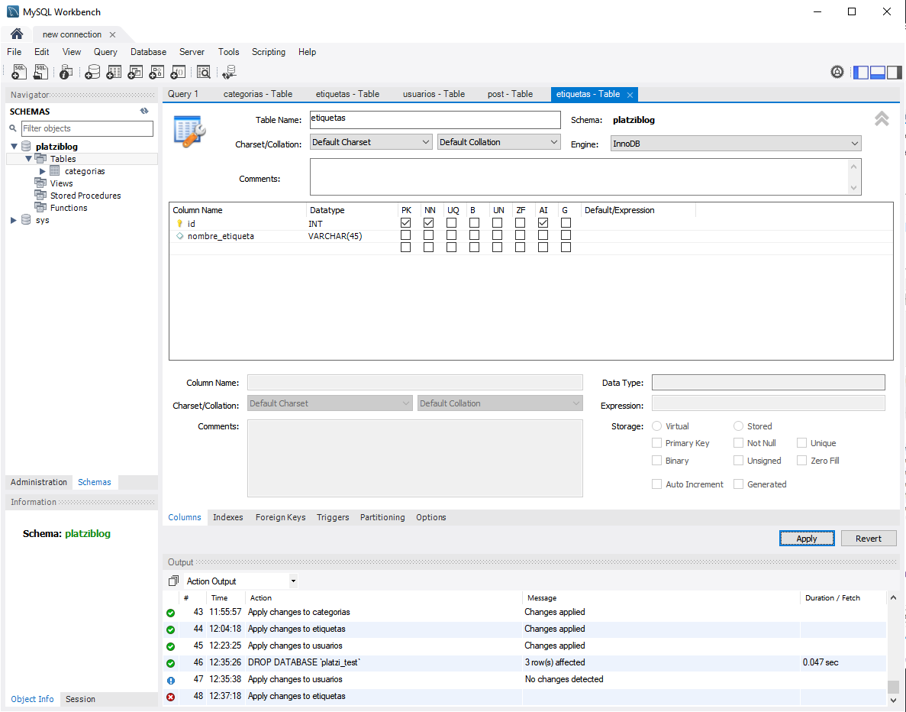 MySQL Workbench
new connection
File Edit View Query Database Server Tools Scripting Help
Navigator
SCHEMAS
Filter objects
platziblog
Tables
categorias
Views
Stored Procedures
Functions
sys
Administration Schemas
Information
Schema: platziblog
Object Info Session
Query 1 categorias - Table etiquetas - Table usuarios - Table post - Table etiquetas - Table
Table Name: etiquetas Schema: platziblog
Charset/Collation: Default Charset Default Collation Engine: InnoDB
Comments:
Column Name Datatype PK NN UQ B UN ZF AI G Default/Expression
id INT
nombre_etiqueta VARCHAR(45)
Column Name: Data Type:
Charset/Collation: Default Charset Default Collation Expression:
Comments: Storage: Virtual Stored
Primary Key Not Null Unique
Binary Unsigned Zero Fill
Auto Increment Generated
Columns Indexes Foreign Keys Triggers Partitioning Options
Apply Revert
Output
Action Output
# Time Action Message Duration / Fetch
43 11:55:57 Apply changes to categorias Changes applied
44 12:04:18 Apply changes to etiquetas Changes applied
45 12:23:25 Apply changes to usuarios Changes applied
46 12:35:26 DROP DATABASE `platzi_test` 3 row(s) affected 0.047 sec
47 12:35:38 Apply changes to usuarios No changes detected
48 12:37:18 Apply changes to etiquetas